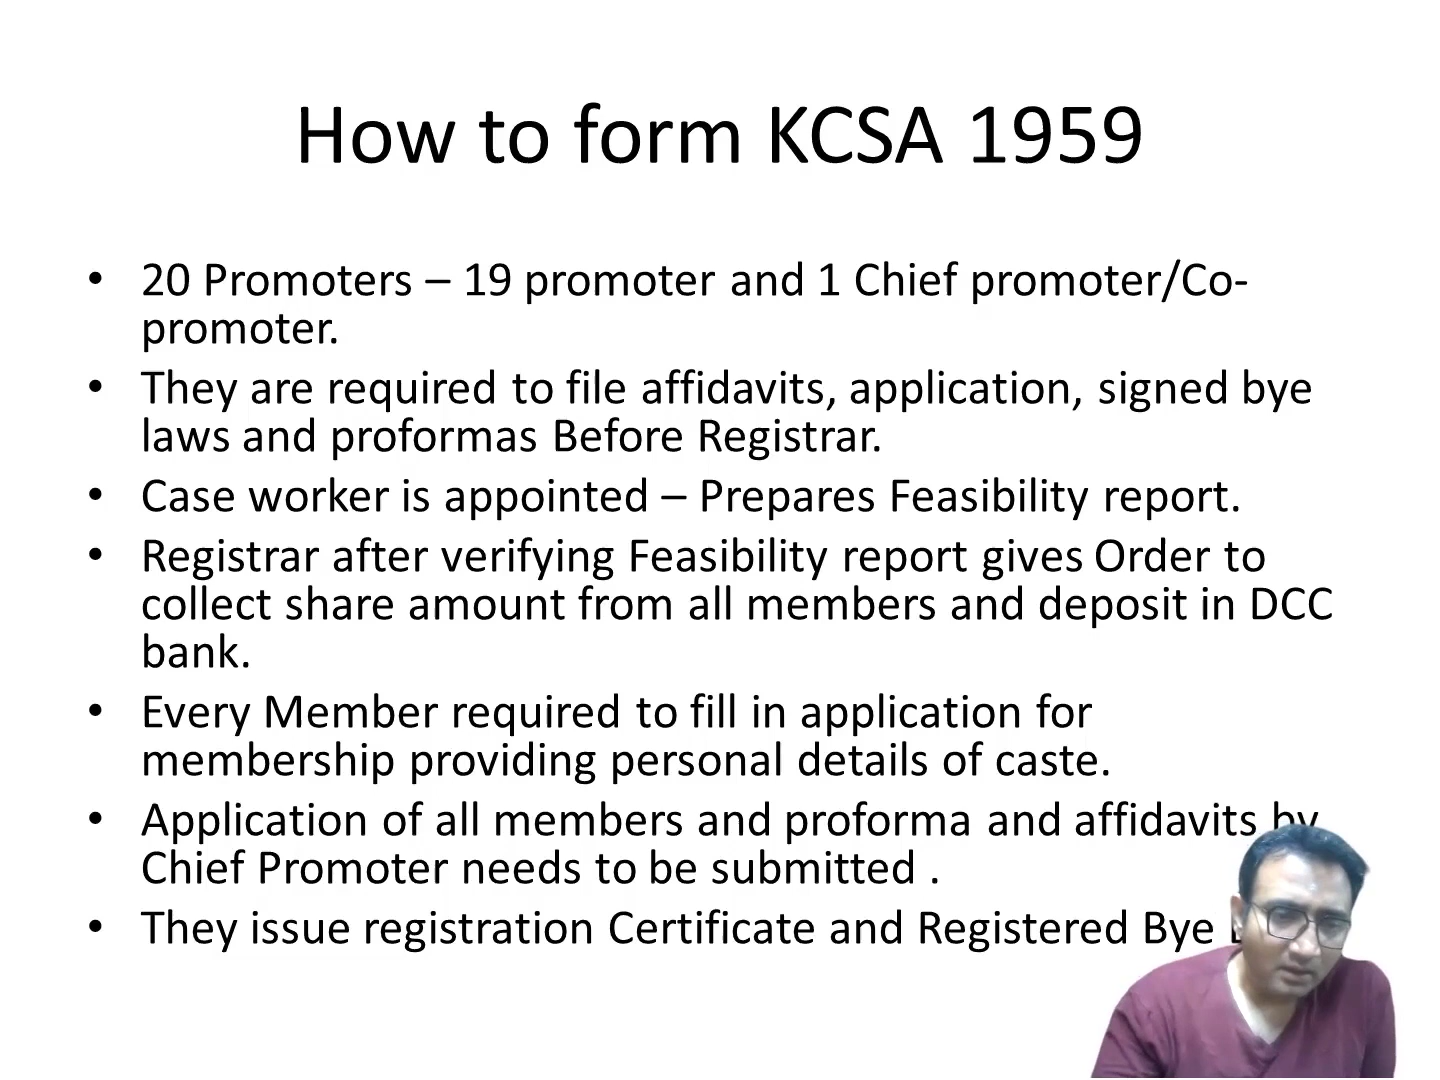 How to form KCSA 1959
• 20 Promoters – 19 promoter and 1 Chief promoter/Co-
promoter.
• They are required to file affidavits, application, signed bye
laws and proformas Before Registrar.
• Case worker is appointed – Prepares Feasibility report.
• Registrar after verifying Feasibility report gives Order to
collect share amount from all members and deposit in DCC
bank.
• Every Member required to fill in application for
membership providing personal details of caste.
• Application of all members and proforma and affidavits by
Chief Promoter needs to be submitted .
• They issue registration Certificate and Registered Bye